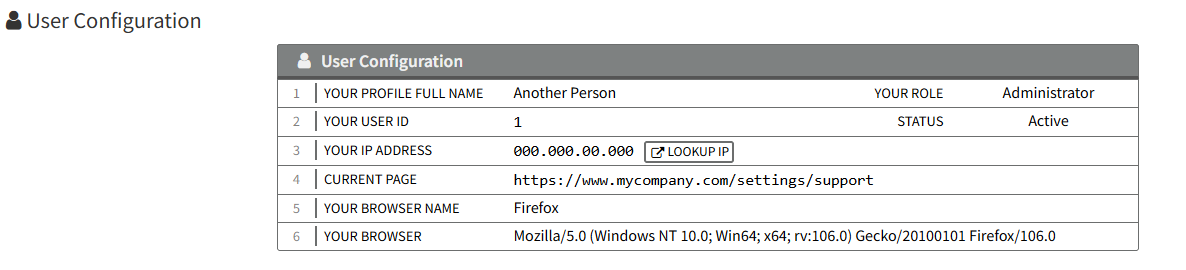 User Configuration
User Configuration
1 YOUR PROFILE FULL NAME Another Person YOUR ROLE Administrator
2 YOUR USER ID 1 STATUS Active
3 YOUR IP ADDRESS 000.000.00.000 LOOKUP IP
4 CURRENT PAGE https://www.mycompany.com/settings/support
5 YOUR BROWSER NAME Firefox
6 YOUR BROWSER Mozilla/5.0 (Windows NT 10.0; Win64; x64; rv:106.0) Gecko/20100101 Firefox/106.0